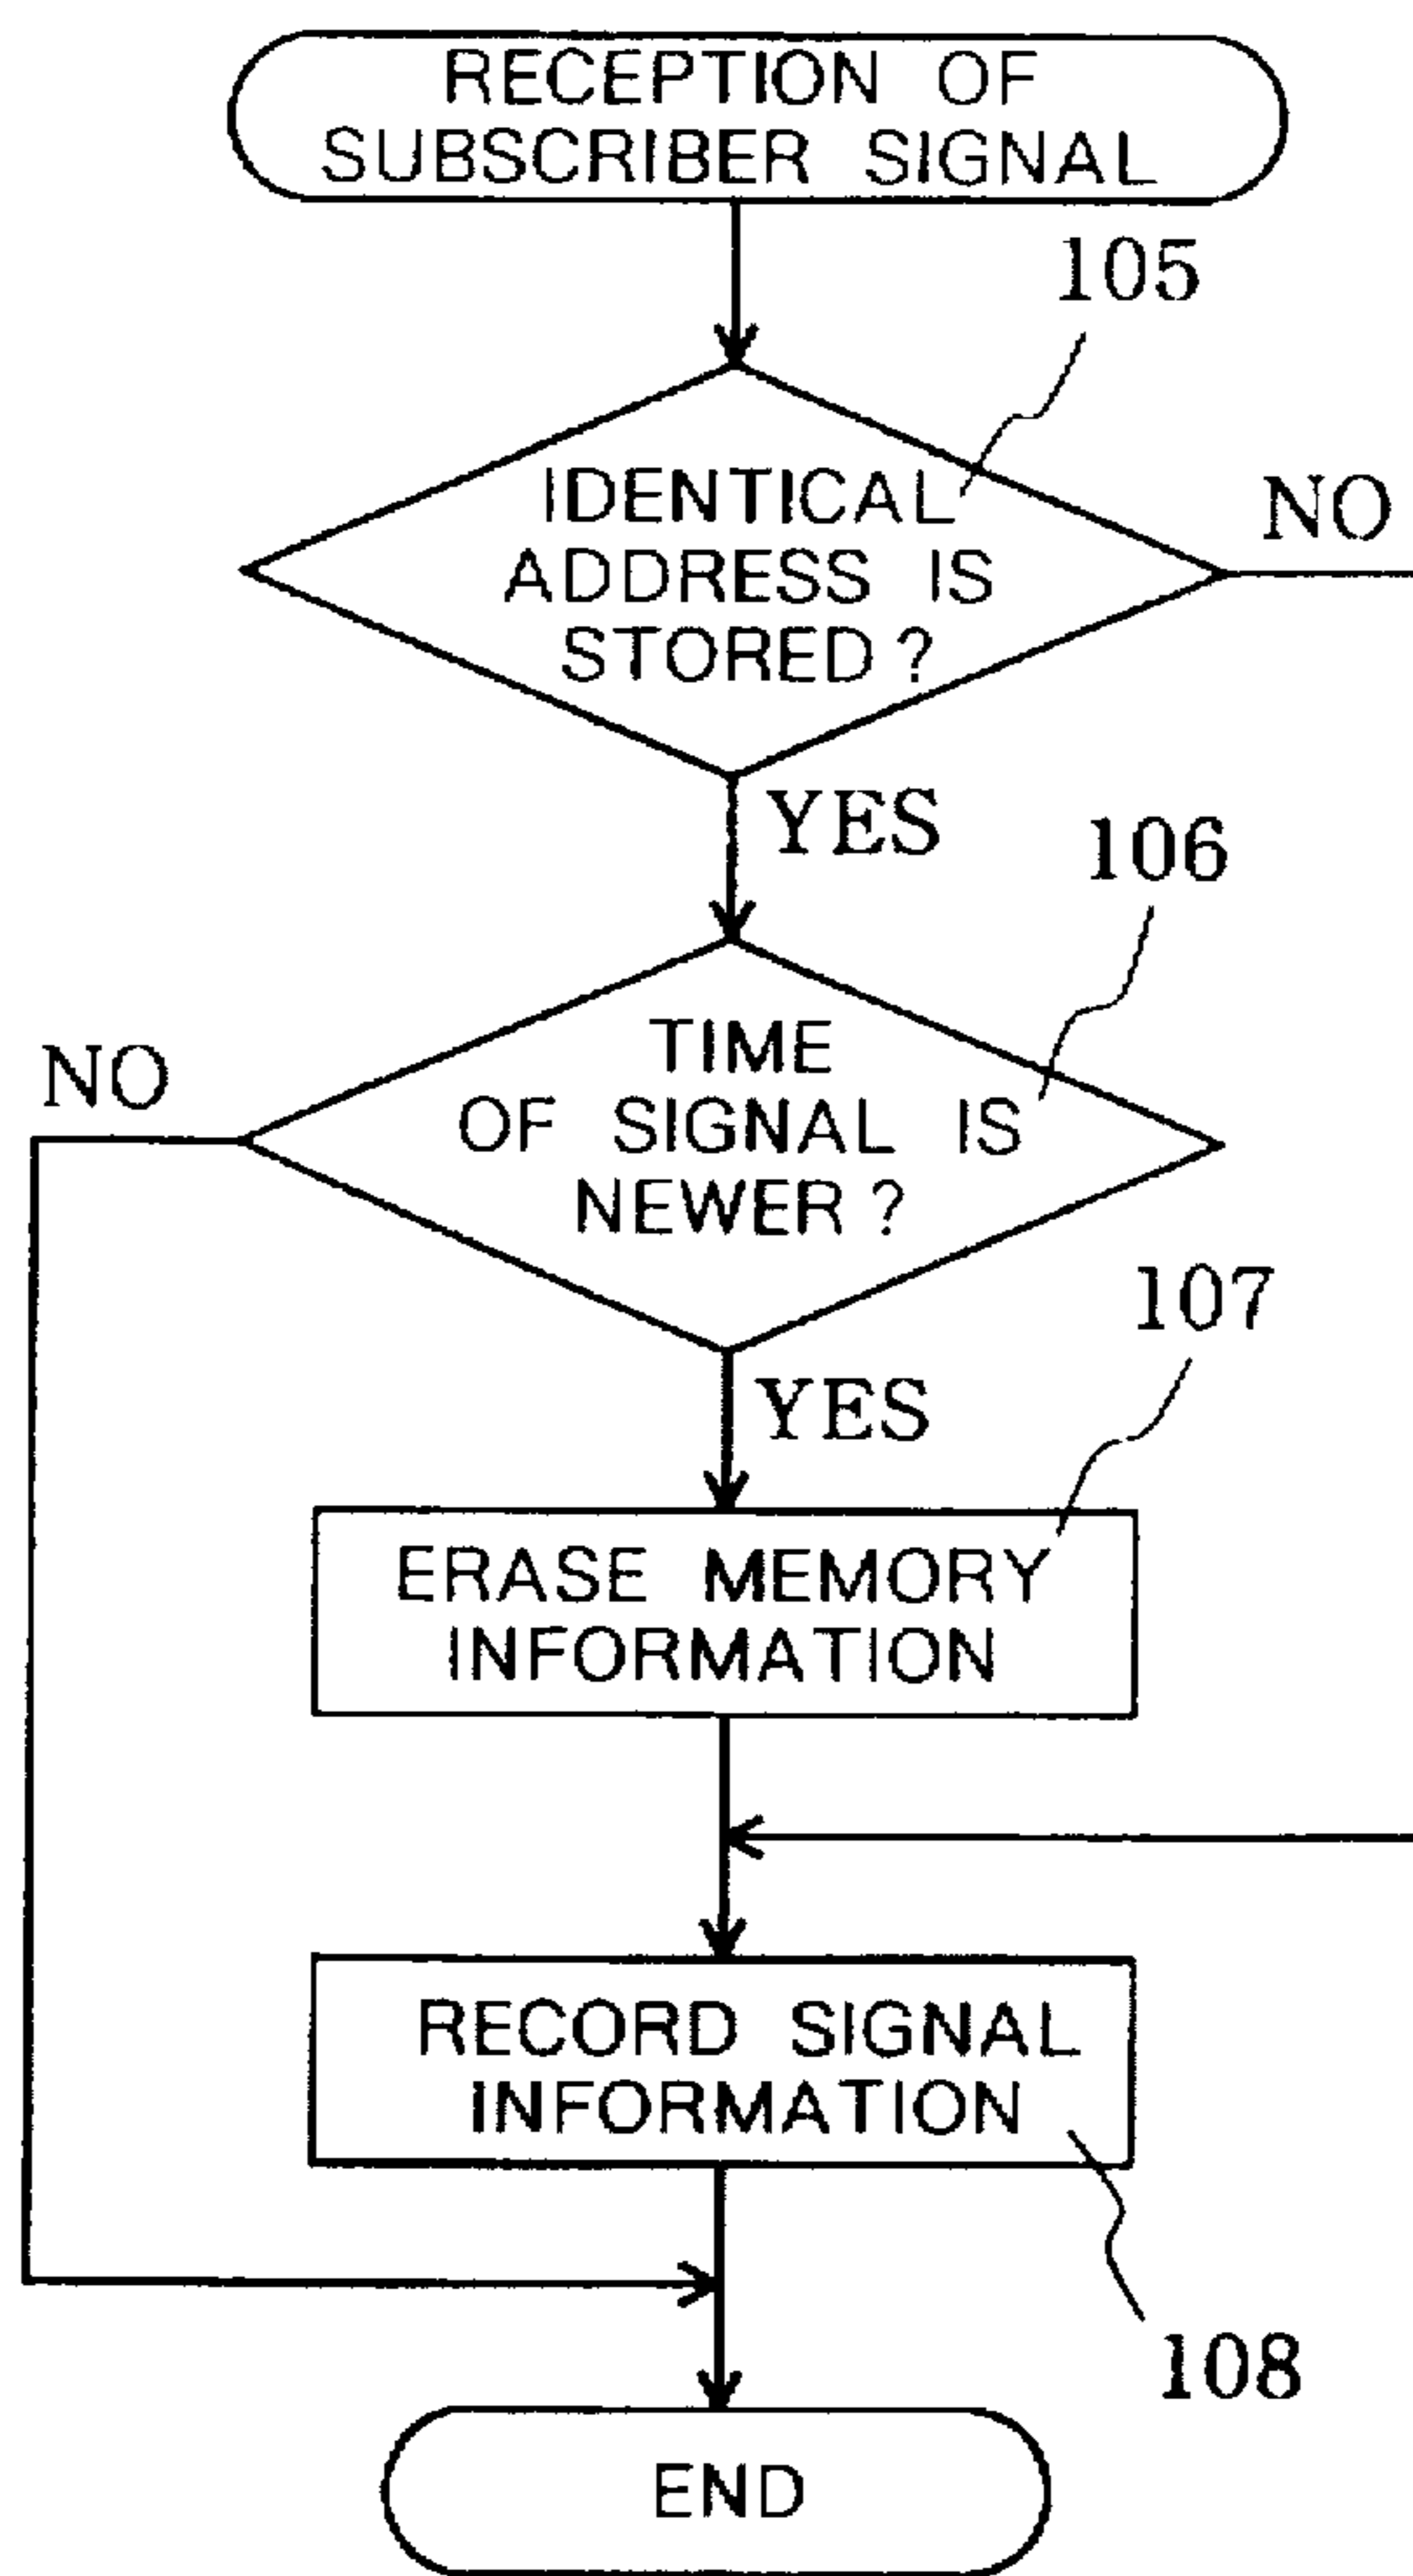 RECEPTION OF
SUBSCRIBER SIGNAL
105
IDENTICAL
ADDRESS IS
STORED?
NO
YES
106
TIME
OF SIGNAL IS
NEWER?
NO
YES
107
ERASE MEMORY
INFORMATION
RECORD SIGNAL
INFORMATION
108
END